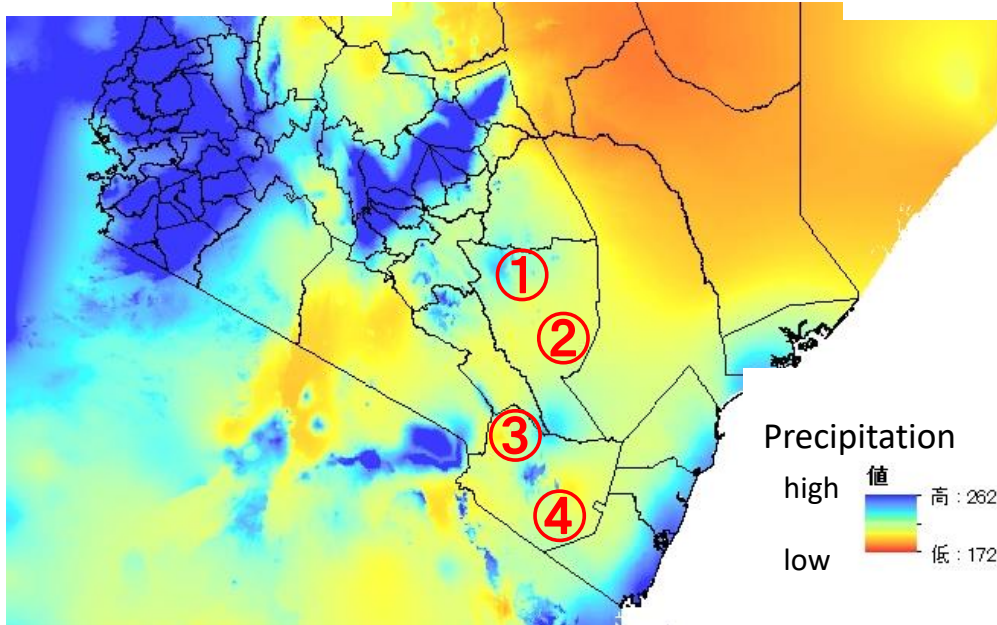 ①
②
③
④
Precipitation
high
low
値
高 : 262
低 : 172